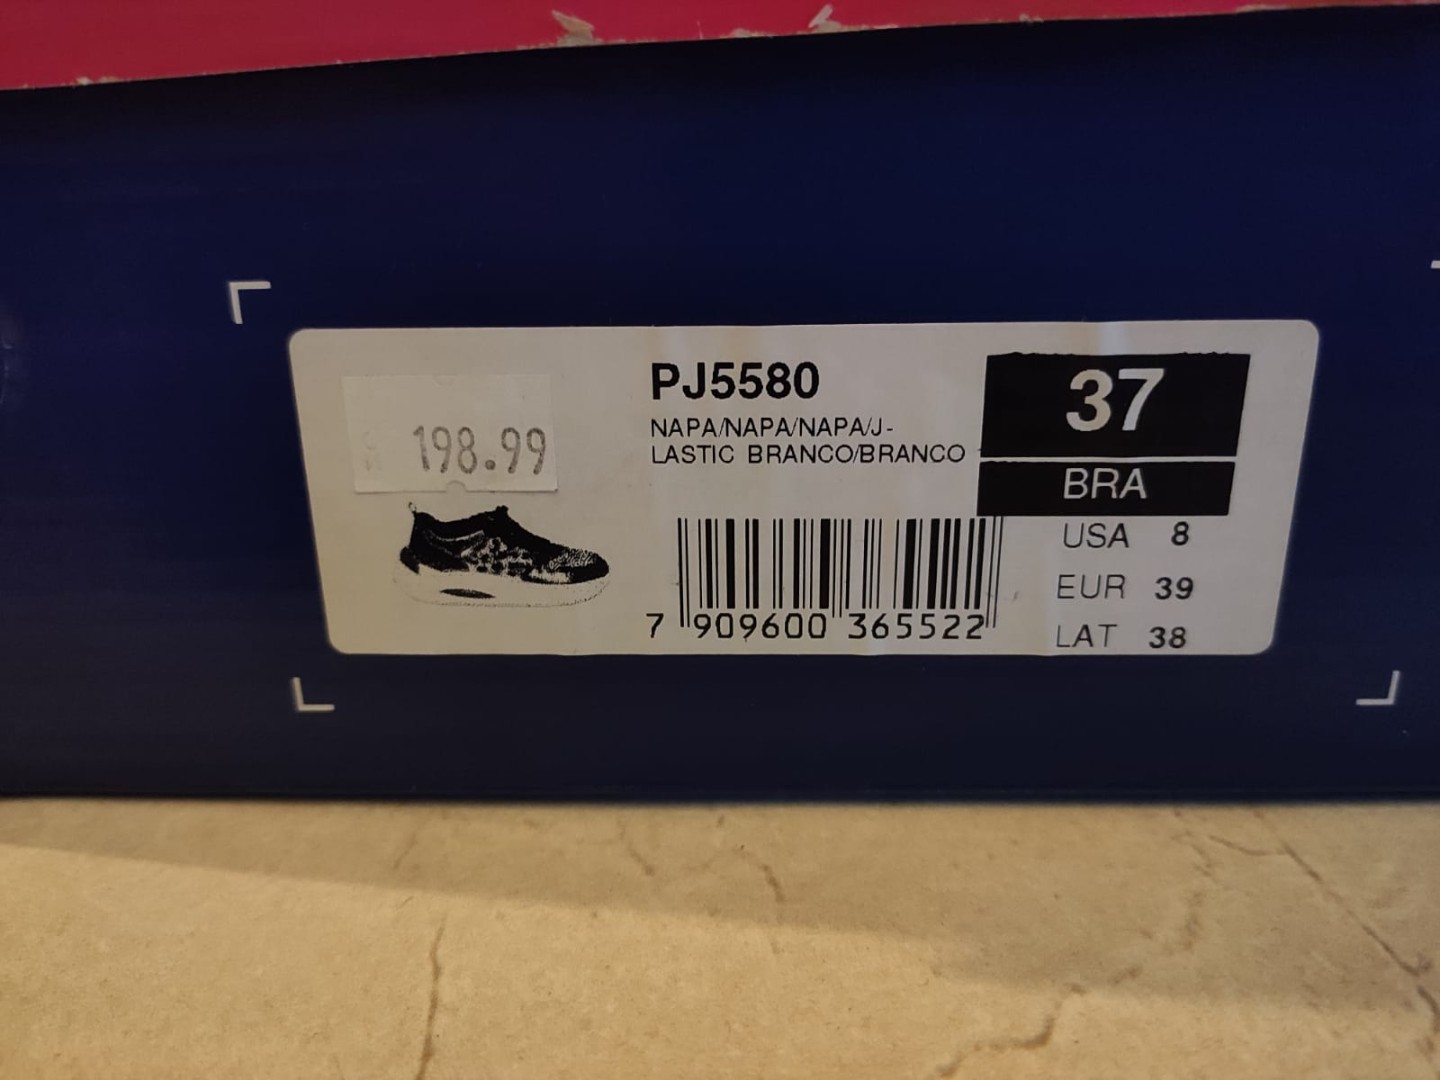 198.99
PJ5580
NAPA/NAPA/NAPA/J-
LASTIC BRANCO/BRANCO
7 909600 365522
37
BRA
USA 8
EUR 39
LAT 38